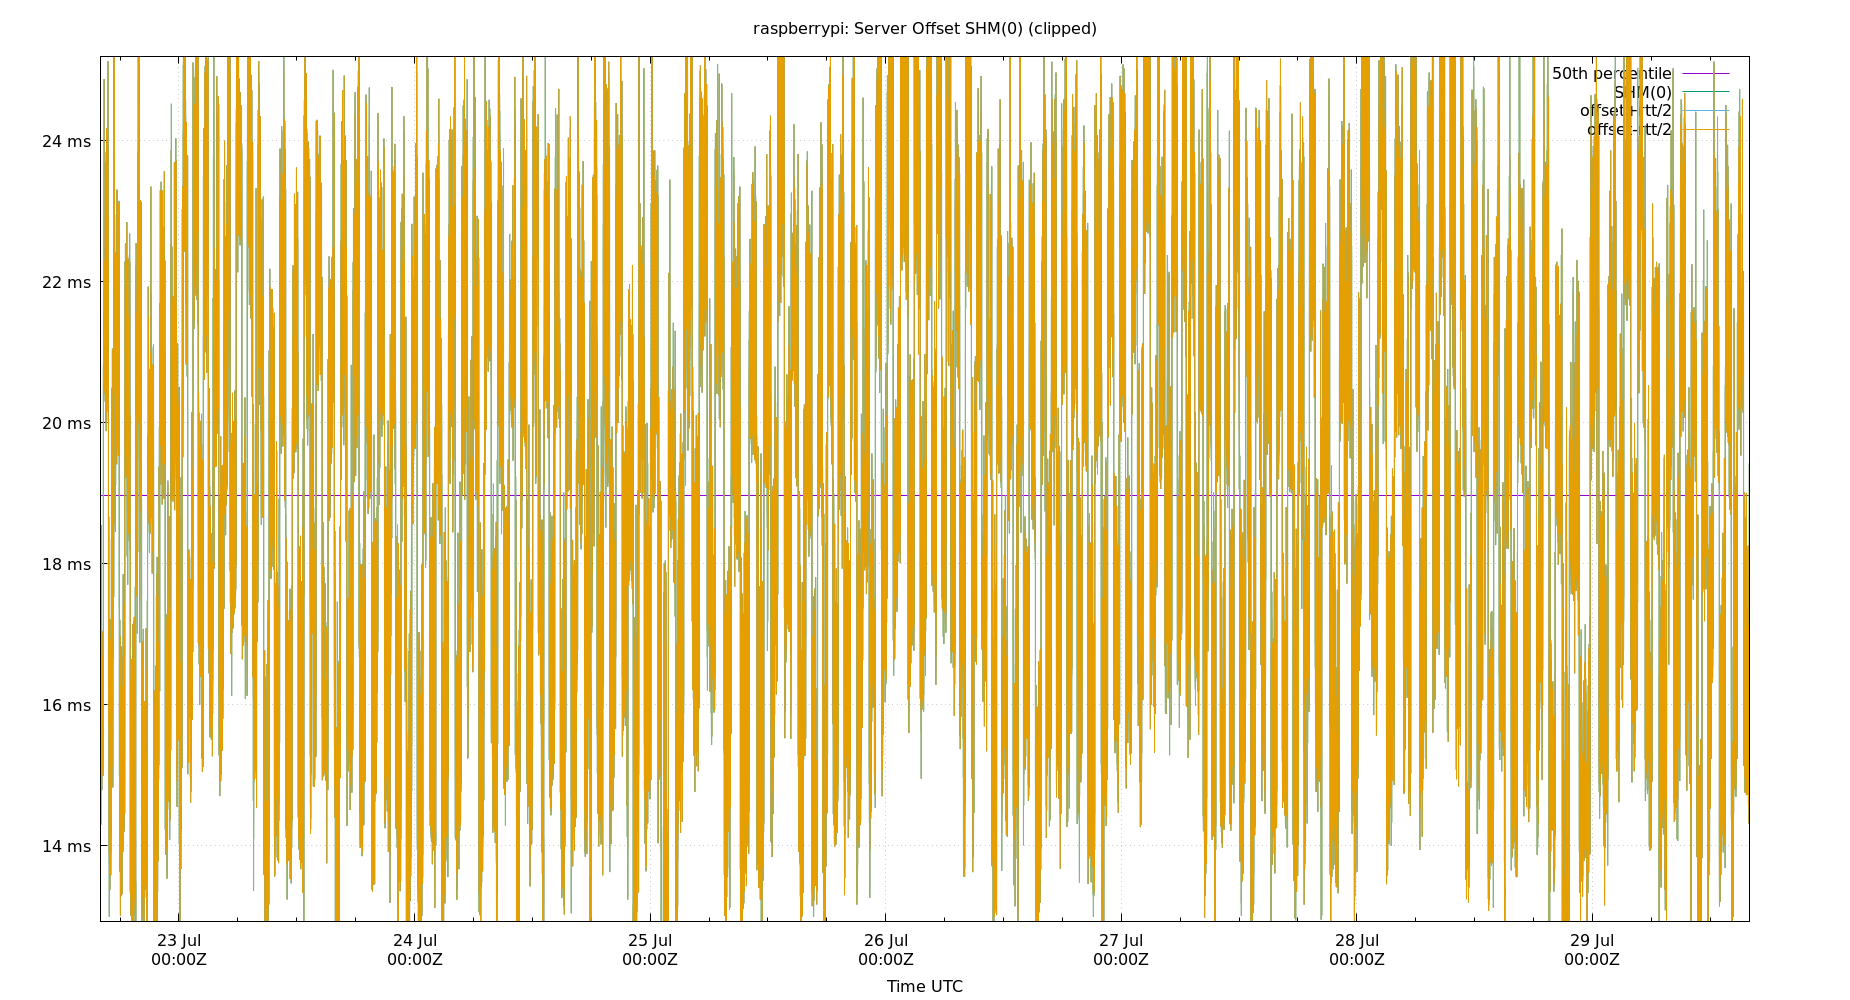 raspberrypi: Server Offset SHM(0) (clipped)
50th percentile
SHM(0)
offset+rtt/2
offset-rtt/2
24 ms
22 ms
20 ms
18 ms
16 ms
14 ms
23 Jul
00:00Z
24 Jul
00:00Z
25 Jul
00:00Z
26 Jul
00:00Z
27 Jul
00:00Z
28 Jul
00:00Z
29 Jul
00:00Z
Time UTC